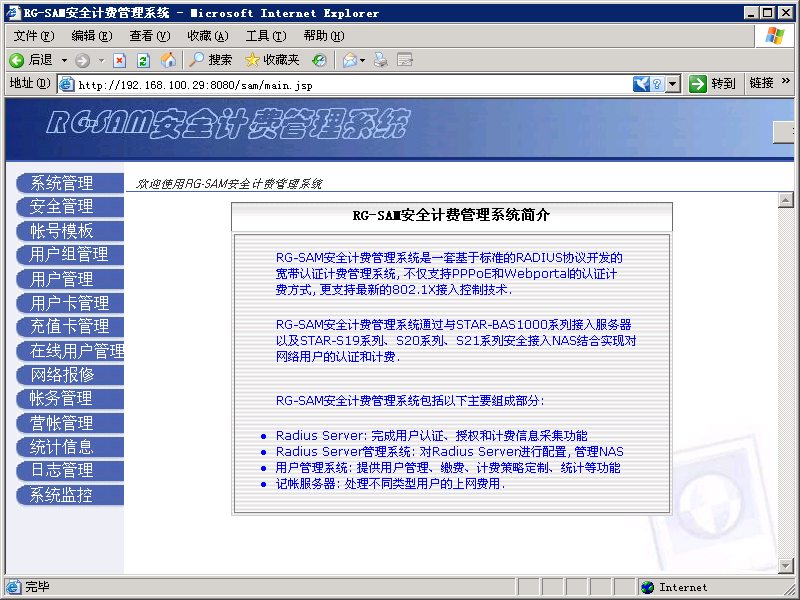 RG-SAM安全计费管理系统 - Microsoft Internet Explorer
文件(F) 编辑(E) 查看(V) 收藏(A) 工具(T) 帮助(H)
后退 搜索 收藏夹
地址(D) http://192.168.100.29:8080/sam/main.jsp 转到 链接 »
RG-SAM安全计费管理系统
系统管理
安全管理
帐号模板
用户组管理
用户管理
用户卡管理
充值卡管理
在线用户管理
网络报修
帐务管理
营帐管理
统计信息
日志管理
系统监控
欢迎使用RG-SAM安全计费管理系统
RG-SAM安全计费管理系统简介
RG-SAM安全计费管理系统是一套基于标准的RADIUS协议开发的
宽带认证计费管理系统, 不仅支持PPPoE和Webportal的认证计
费方式, 更支持最新的802.1X接入控制技术.
RG-SAM安全计费管理系统通过与STAR-BAS1000系列接入服务器
以及STAR-S19系列、S20系列、S21系列安全接入NAS结合实现对
网络用户的认证和计费.
RG-SAM安全计费管理系统包括以下主要组成部分:
Radius Server: 完成用户认证、授权和计费信息采集功能
Radius Server管理系统: 对Radius Server进行配置, 管理NAS
用户管理系统: 提供用户管理、缴费、计费策略定制、统计等功能
记帐服务器: 处理不同类型用户的上网费用.
完毕 Internet